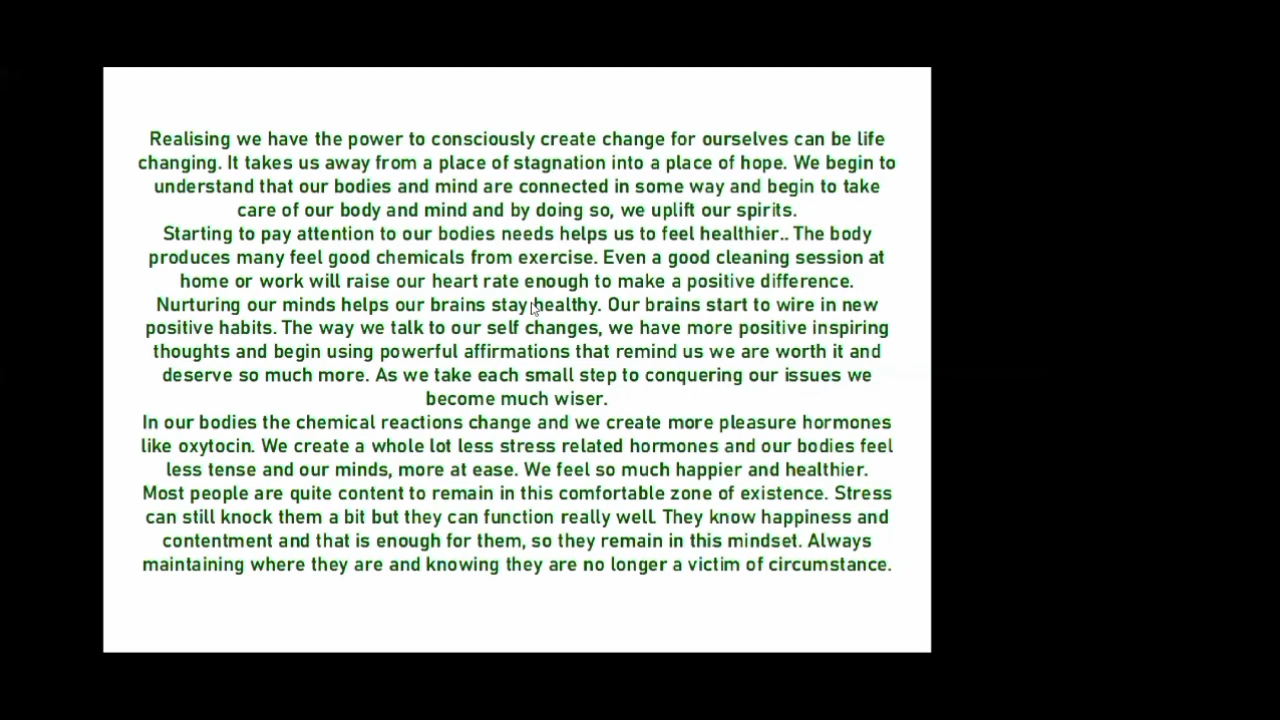 Realising we have the power to consciously create change for ourselves can be life
changing. It takes us away from a place of stagnation into a place of hope. We begin to
understand that our bodies and mind are connected in some way and begin to take
care of our body and mind and by doing so, we uplift our spirits.
Starting to pay attention to our bodies needs helps us to feel healthier.. The body
produces many feel good chemicals from exercise. Even a good cleaning session at
home or work will raise our heart rate enough to make a positive difference.
Nurturing our minds helps our brains stay healthy. Our brains start to wire in new
positive habits. The way we talk to our self changes, we have more positive inspiring
thoughts and begin using powerful affirmations that remind us we are worth it and
deserve so much more. As we take each small step to conquering our issues we
become much wiser.
In our bodies the chemical reactions change and we create more pleasure hormones
like oxytocin. We create a whole lot less stress related hormones and our bodies feel
less tense and our minds, more at ease. We feel so much happier and healthier.
Most people are quite content to remain in this comfortable zone of existence. Stress
can still knock them a bit but they can function really well. They know happiness and
contentment and that is enough for them, so they remain in this mindset. Always
maintaining where they are and knowing they are no longer a victim of circumstance.